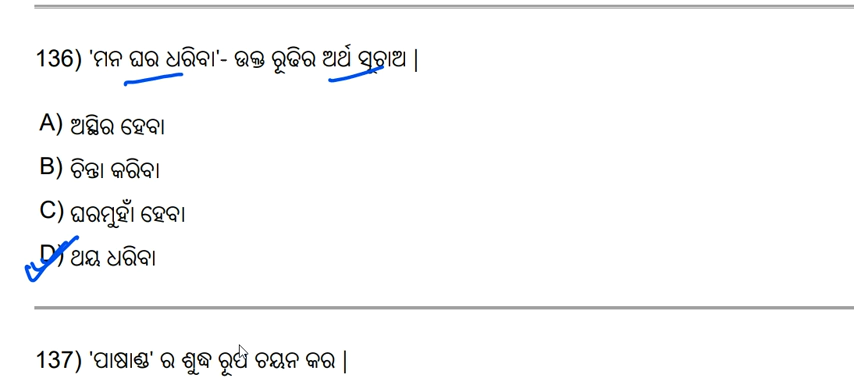 136) 'ମନ ଘର ଧରିବା'- ଉକ୍ତ ରୂଢିର ଅର୍ଥ ସୂଚାଅ |
A) ଅସ୍ଥିର ହେବା
B) ଚିନ୍ତା କରିବା
C) ଘରମୁହାଁ ହେବା
D) ଥୟ ଧରିବା
137) 'ପାଷାଣ୍ଡ' ର ଶୁଦ୍ଧ ରୂପ ଚୟନ କର |